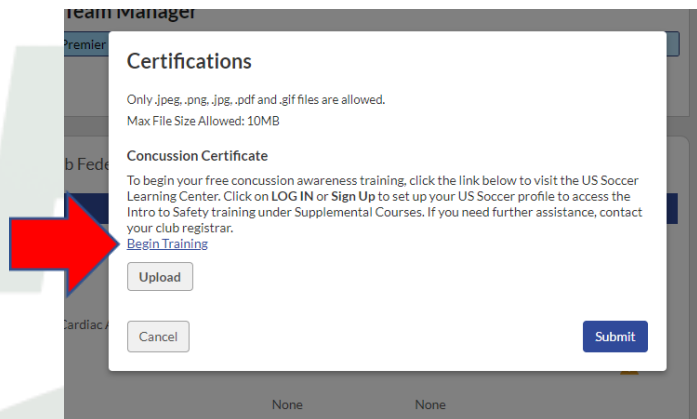 Team Manager
Premier
Certifications
Only .jpeg, .png, .jpg, .pdf and .gif files are allowed.
Max File Size Allowed: 10MB
b Fede
Concussion Certificate
To begin your free concussion awareness training, click the link below to visit the US Soccer
Learning Center. Click on LOG IN or Sign Up to set up your US Soccer profile to access the
Intro to Safety training under Supplemental Courses. If you need further assistance, contact
your club registrar.
Begin Training
Upload
Cardiac A
Cancel
Submit
None None